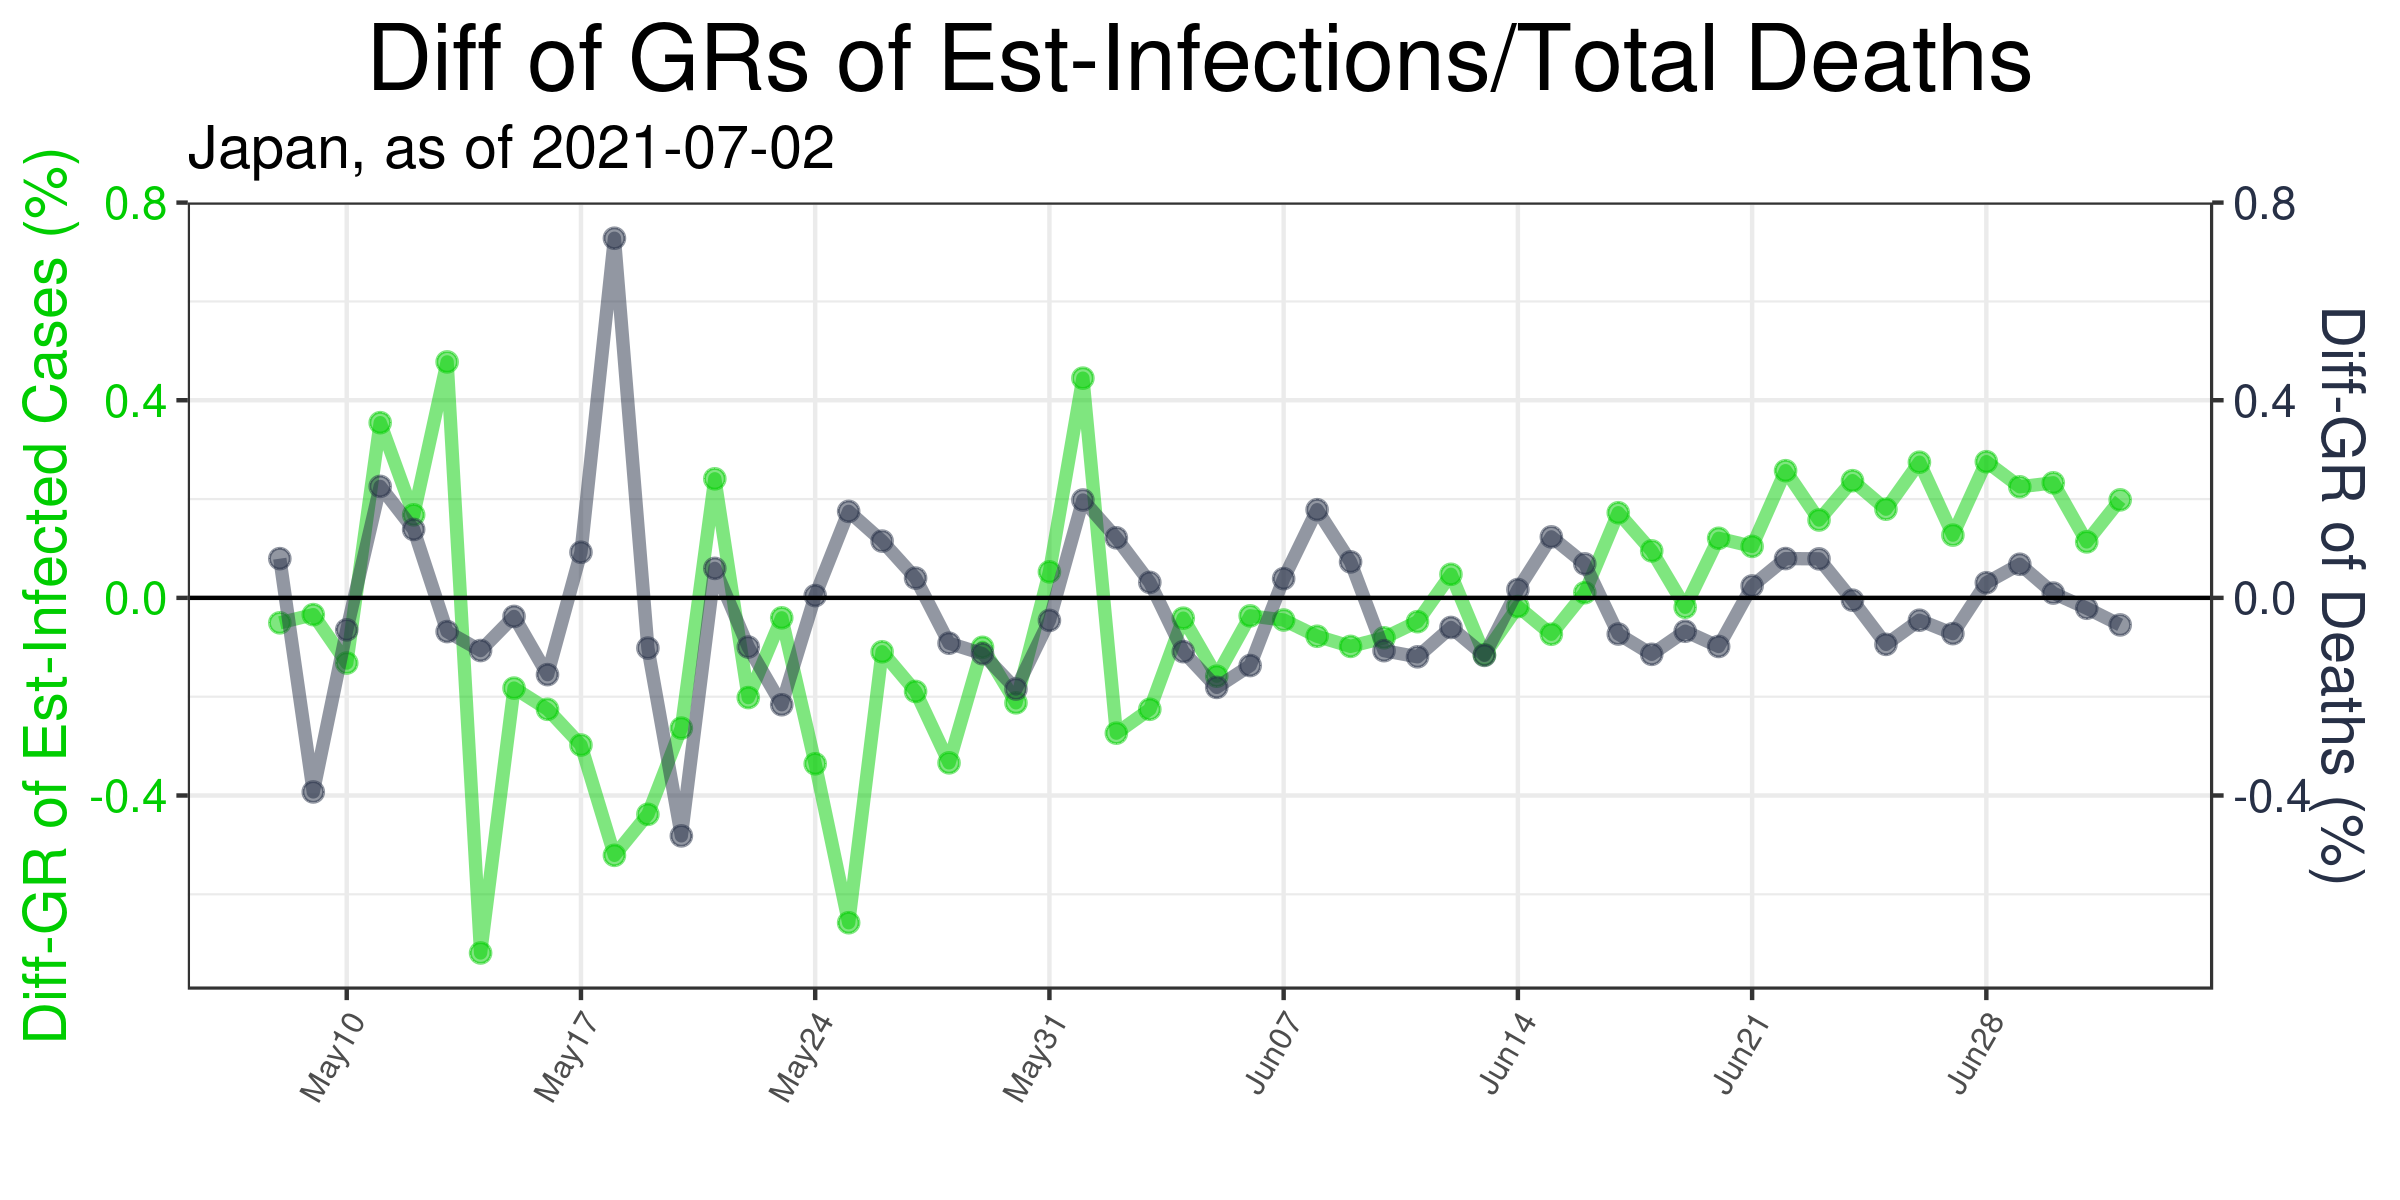 Diff of GRs of Est-Infections/Total Deaths
Japan, as of 2021-07-02
Diff-GR of Est-Infected Cases (%)
0.8
0.4
0.0
-0.4
0.8
0.4
0.0
-0.4
Diff-GR of Deaths (%)
May10
May17
May24
May31
Jun07
Jun14
Jun21
Jun28